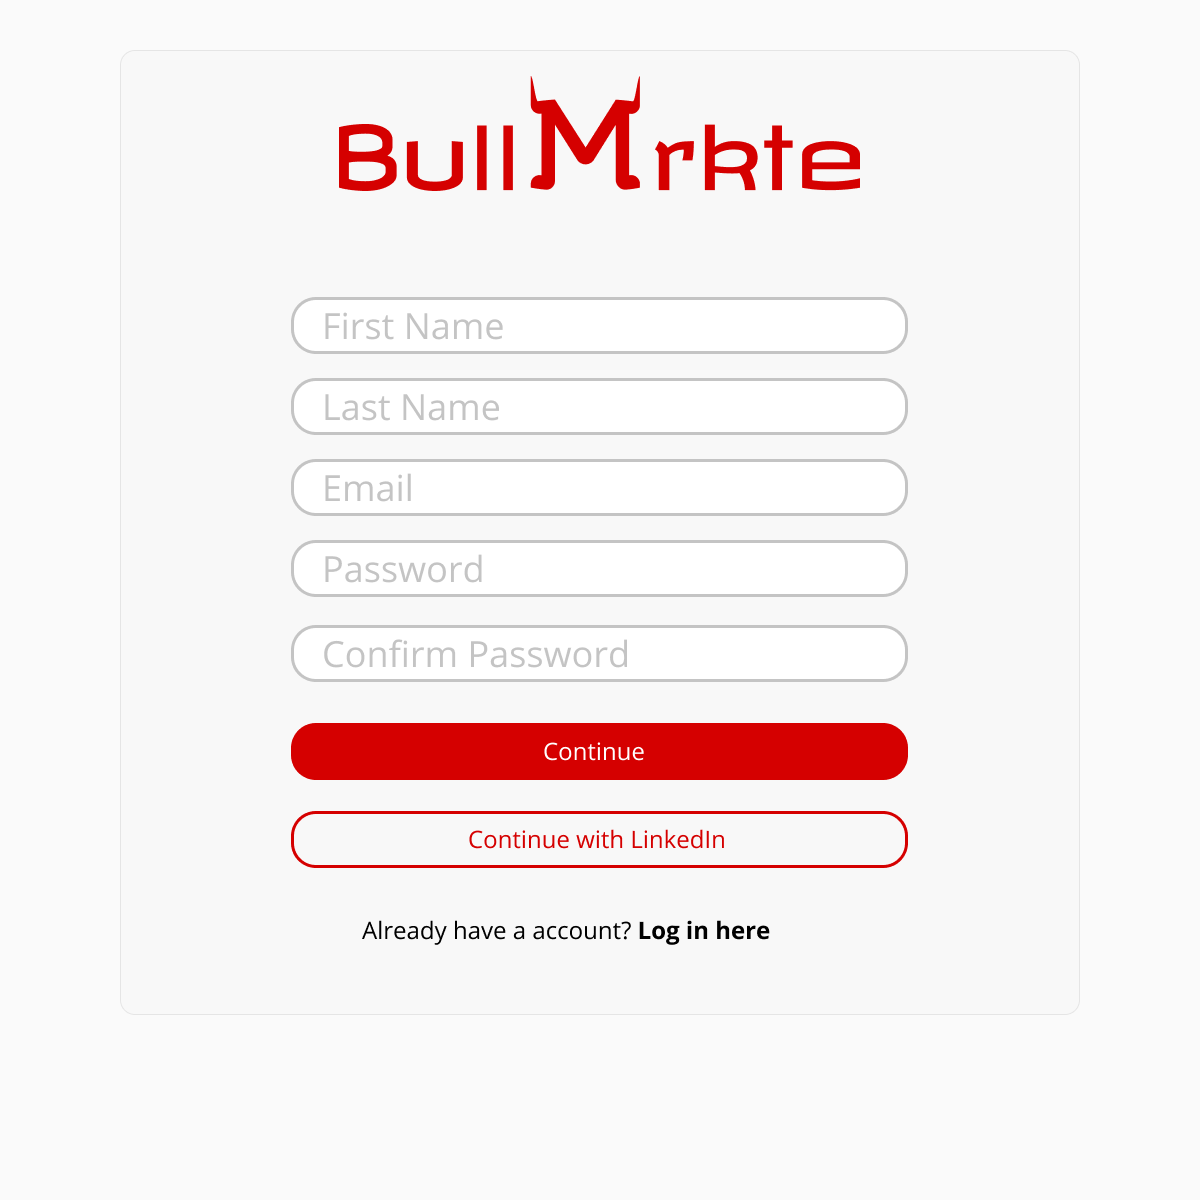 BullMrkte
First Name
Last Name
Email
Password
Confirm Password
Continue
Continue with LinkedIn
Already have a account? Log in here